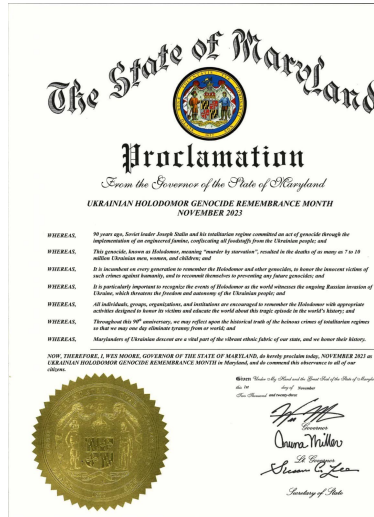 The State of Maryland
Proclamation
From the Governor of the State of Maryland
UKRAINIAN HOLODOMOR GENOCIDE REMEMBRANCE MONTH
NOVEMBER 2023
WHEREAS, 90 years ago, Soviet leader Joseph Stalin and his totalitarian regime committed an act of genocide through the
implementation of an engineered famine, confiscating all foodstuffs from the Ukrainian people; and
WHEREAS, This genocide, known as Holodomor, meaning "murder by starvation", resulted in the deaths of as many as 7 to 10
million Ukrainian men, women, and children; and
WHEREAS, It is incumbent on every generation to remember the Holodomor and other genocides, to honor the innocent victims of
such crimes against humanity, and to recommit themselves to preventing any future genocides; and
WHEREAS, It is particularly important to recognize the events of Holodomor as the world witnesses the ongoing Russian invasion of
Ukraine, which threatens the freedom and autonomy of the Ukrainian people; and
WHEREAS, All individuals, groups, organizations, and institutions are encouraged to remember the Holodomor with appropriate
activities designed to honor its victims and educate the world about this tragic episode in the world's history; and
WHEREAS, Throughout this 90th anniversary, we may reflect upon the historical truth of the heinous crimes of totalitarian regimes
so that we may one day eliminate tyranny from or world; and
WHEREAS, Marylanders of Ukrainian descent are a vital part of the vibrant ethnic fabric of our state, and we honor their history.
NOW, THEREFORE, I, WES MOORE, GOVERNOR OF THE STATE OF MARYLAND, do hereby proclaim today, NOVEMBER 2023 as
UKRAINIAN HOLODOMOR GENOCIDE REMEMBRANCE MONTH in Maryland, and do commend this observance to all of our
citizens.
Given Under My Hand and the Great Seal of the State of Maryland
this 1st day of November
Two Thousand and twenty-three
Governor
Aruna Miller
Lt. Governor
Susan C. Lee
Secretary of State